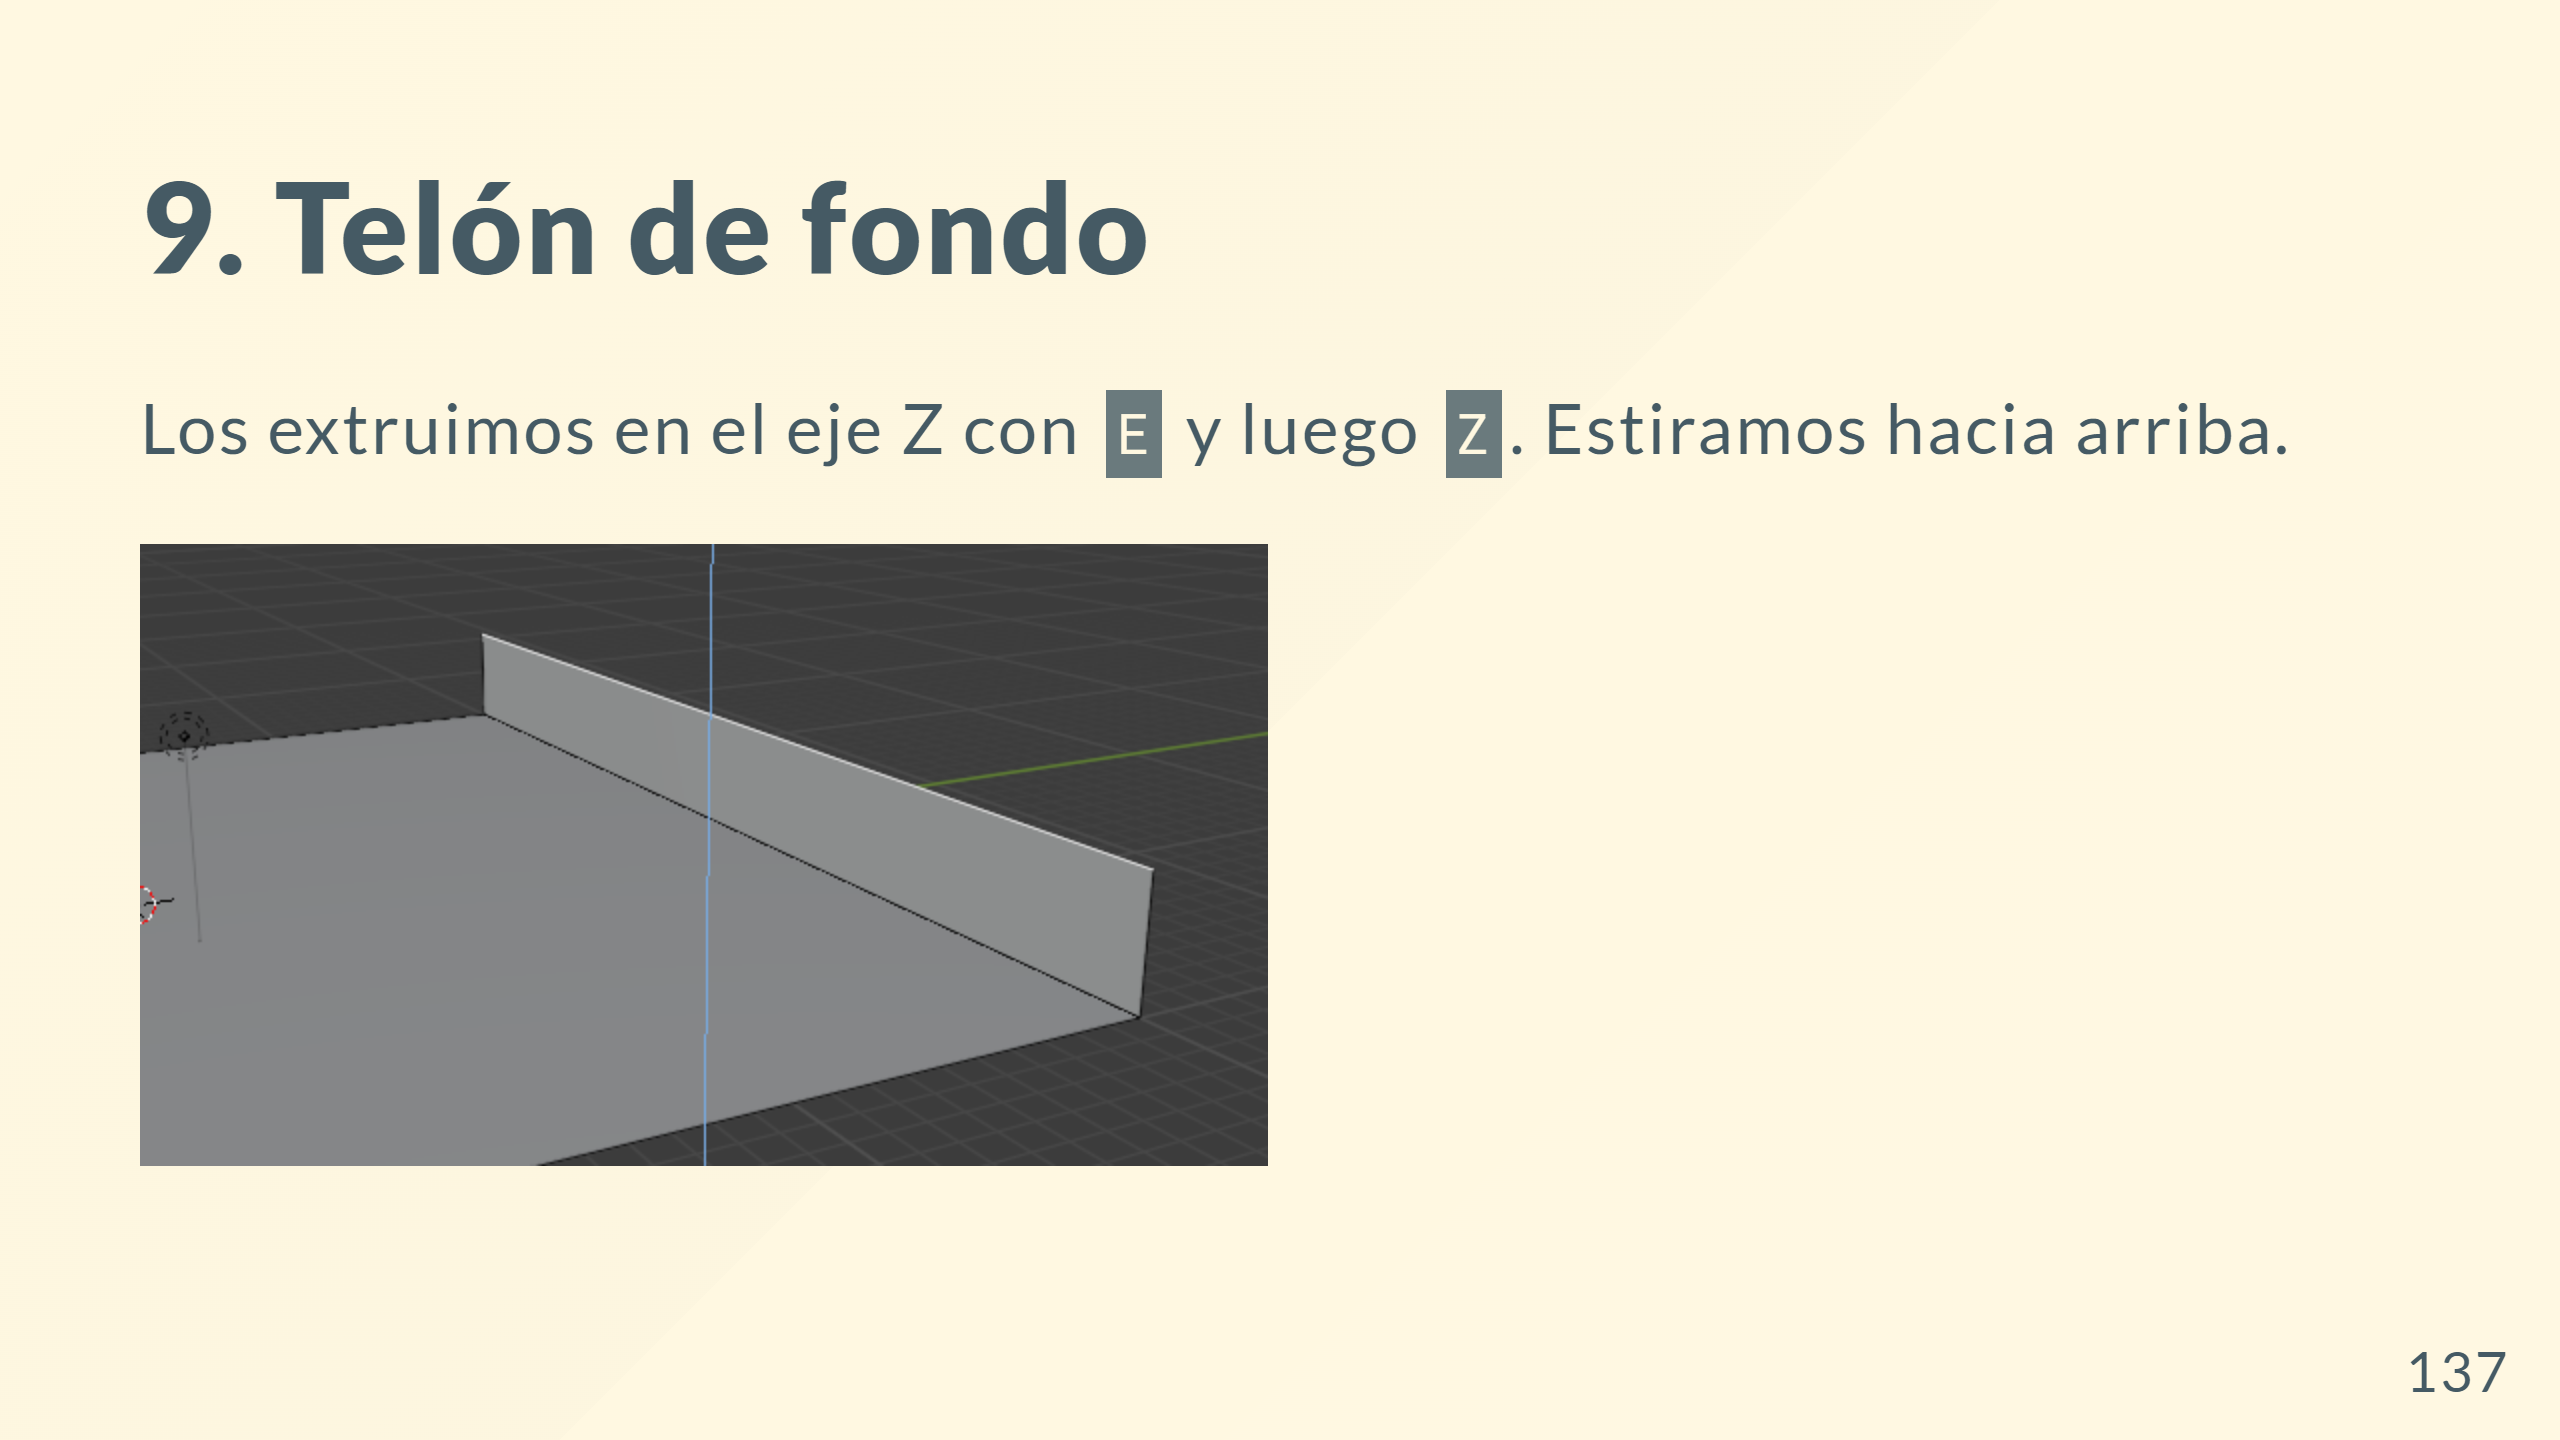 9. Telón de fondo
Los extruimos en el eje Z con E y luego Z. Estiramos hacia arriba.
137